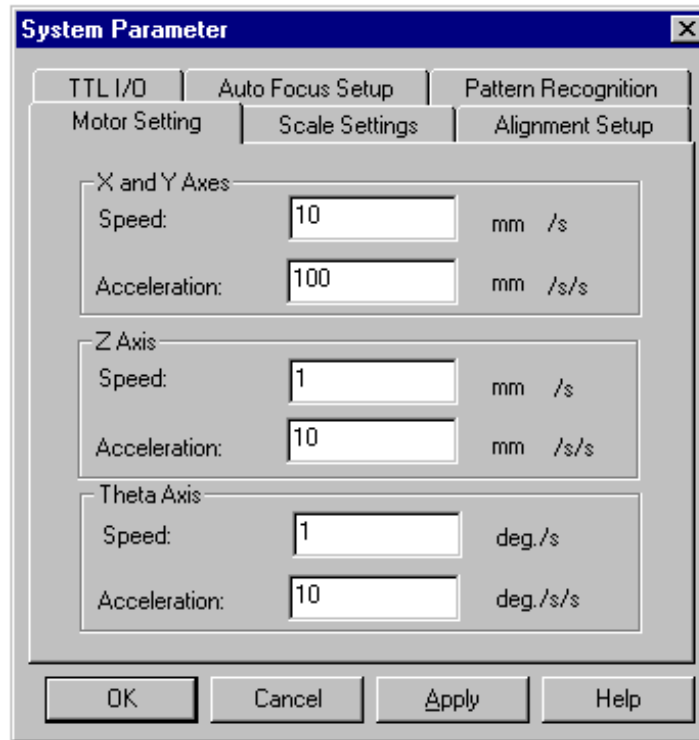 System Parameter
TTL I/O Auto Focus Setup Pattern Recognition
Motor Setting Scale Settings Alignment Setup
X and Y Axes
Speed: 10 mm /s
Acceleration: 100 mm /s/s
Z Axis
Speed: 1 mm /s
Acceleration: 10 mm /s/s
Theta Axis
Speed: 1 deg./s
Acceleration: 10 deg./s/s
OK Cancel Apply Help